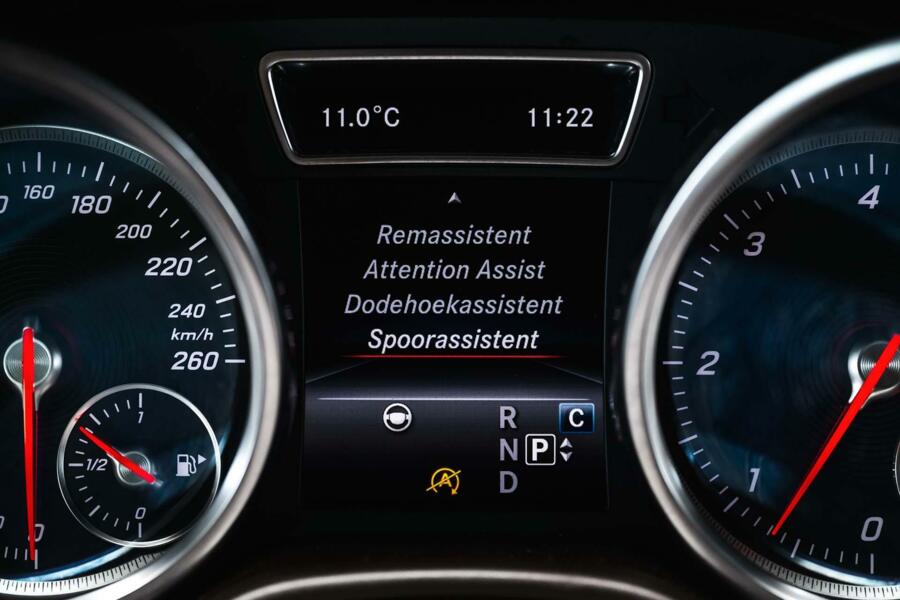 11.0°C 11:22
Remassistent
Attention Assist
Dodehoekassistent
Spoorassistent
160
180
200
220
240
km/h
260
1
1/2
0
0
R
C
N P
D
A
4
3
2
1
0